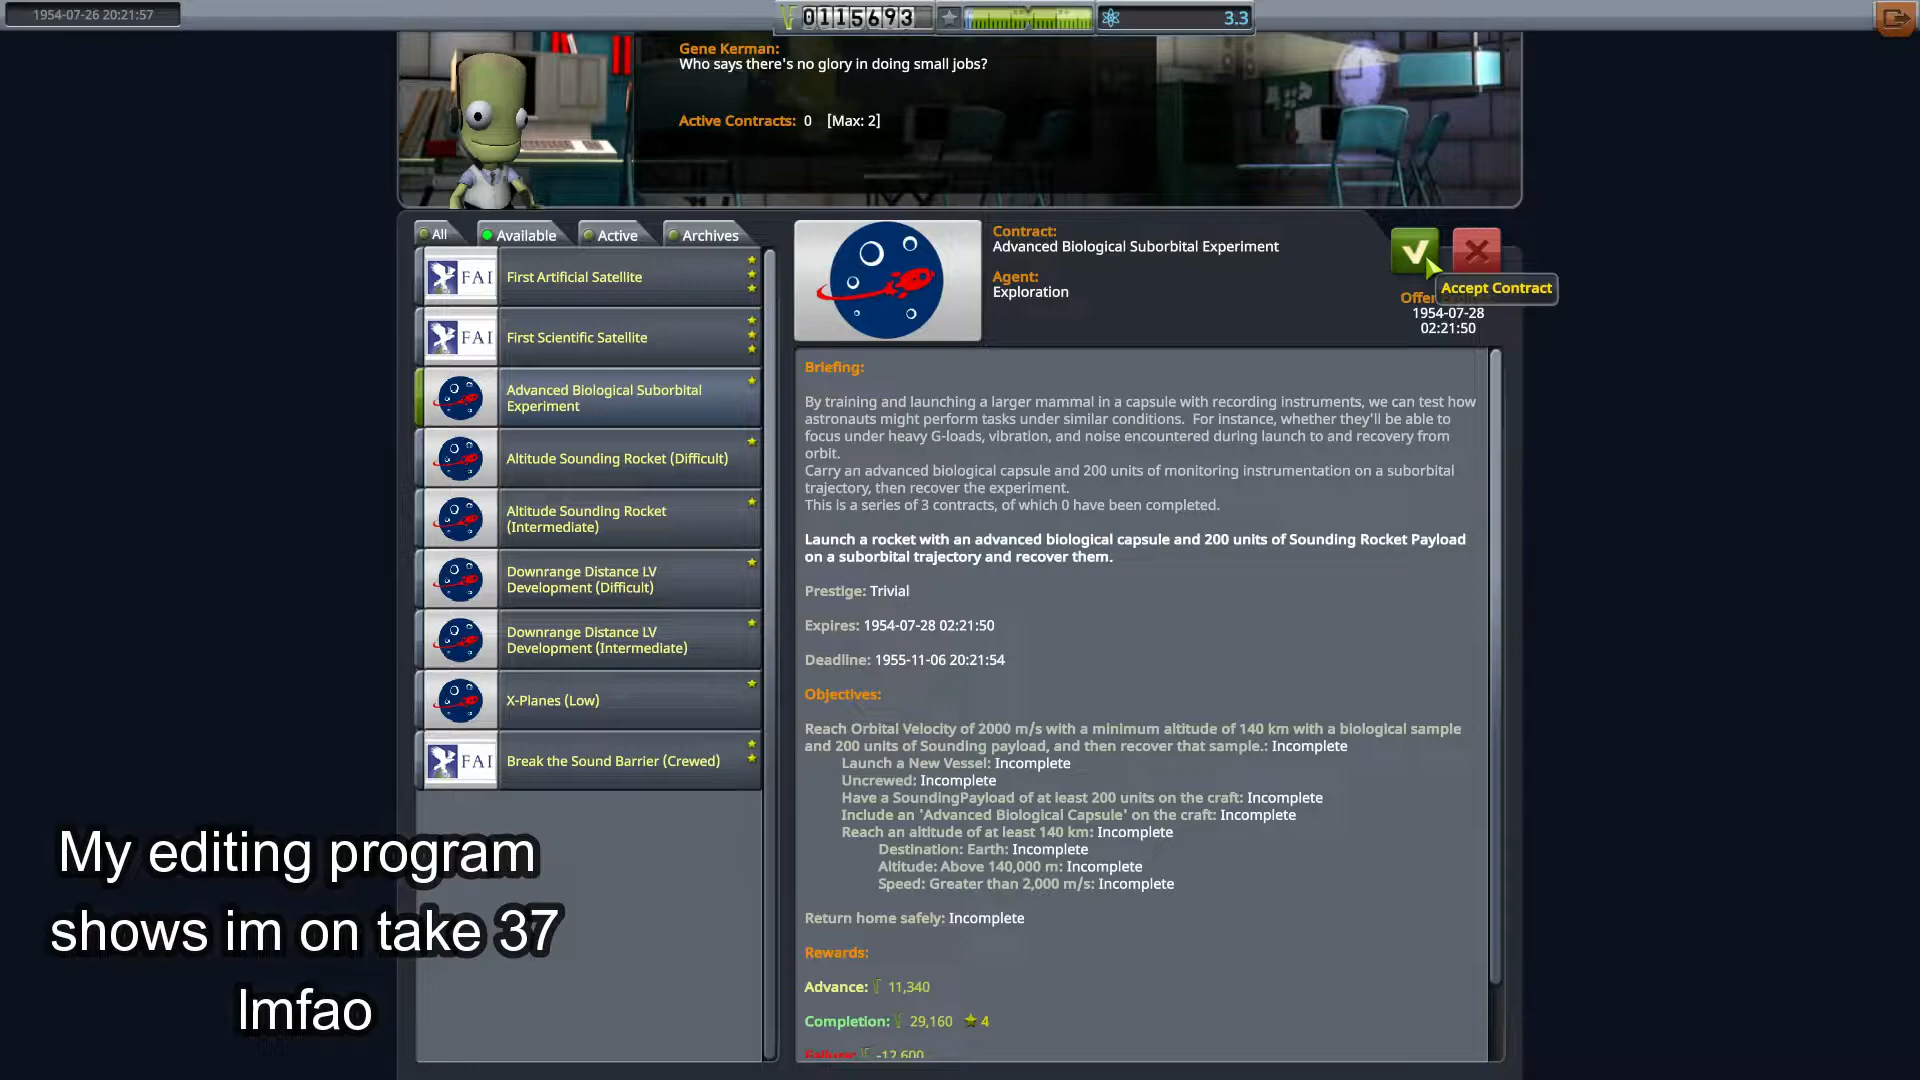 1954-07-26 20:21:57
0115693
3.3
Gene Kerman:
Who says there's no glory in doing small jobs?
Active Contracts: 0 [Max: 2]
All
Available
Active
Archives
FAI
First Artificial Satellite
FAI
First Scientific Satellite
Advanced Biological Suborbital
Experiment
Altitude Sounding Rocket (Difficult)
Altitude Sounding Rocket
(Intermediate)
Downrange Distance LV
Development (Difficult)
Downrange Distance LV
Development (Intermediate)
X-Planes (Low)
FAI
Break the Sound Barrier (Crewed)
Contract:
Advanced Biological Suborbital Experiment
Agent:
Exploration
Accept Contract
1954-07-28
02:21:50
Briefing:
By training and launching a larger mammal in a capsule with recording instruments, we can test how
astronauts might perform tasks under similar conditions. For instance, whether they'll be able to
focus under heavy G-loads, vibration, and noise encountered during launch to and recovery from
orbit.
Carry an advanced biological capsule and 200 units of monitoring instrumentation on a suborbital
trajectory, then recover the experiment.
This is a series of 3 contracts, of which 0 have been completed.
Launch a rocket with an advanced biological capsule and 200 units of Sounding Rocket Payload
on a suborbital trajectory and recover them.
Prestige: Trivial
Expires: 1954-07-28 02:21:50
Deadline: 1955-11-06 20:21:54
Objectives:
Reach Orbital Velocity of 2000 m/s with a minimum altitude of 140 km with a biological sample
and 200 units of Sounding payload, and then recover that sample.: Incomplete
Launch a New Vessel: Incomplete
Uncrewed: Incomplete
Have a SoundingPayload of at least 200 units on the craft: Incomplete
Include an 'Advanced Biological Capsule' on the craft: Incomplete
Reach an altitude of at least 140 km: Incomplete
Destination: Earth: Incomplete
Altitude: Above 140,000 m: Incomplete
Speed: Greater than 2,000 m/s: Incomplete
Return home safely: Incomplete
Rewards:
Advance: 11,340
Completion: 29,160 4
Failure: -12,600
My editing program
shows im on take 37
lmfao